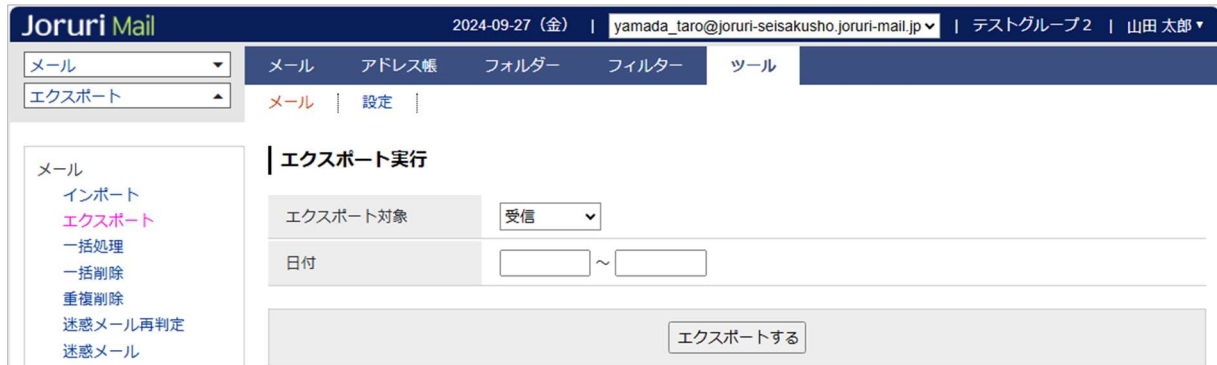 Joruri Mail 2024-09-27（金） | yamada_taro@joruri-seisakusho.joruri-mail.jp | テストグループ２ | 山田 太郎▼
メール
エクスポート
メール アドレス帳 フォルダー フィルター ツール
メール 設定
メール
インポート
エクスポート
一括処理
一括削除
重複削除
迷惑メール再判定
迷惑メール
エクスポート実行
エクスポート対象 受信
日付 ～
エクスポートする